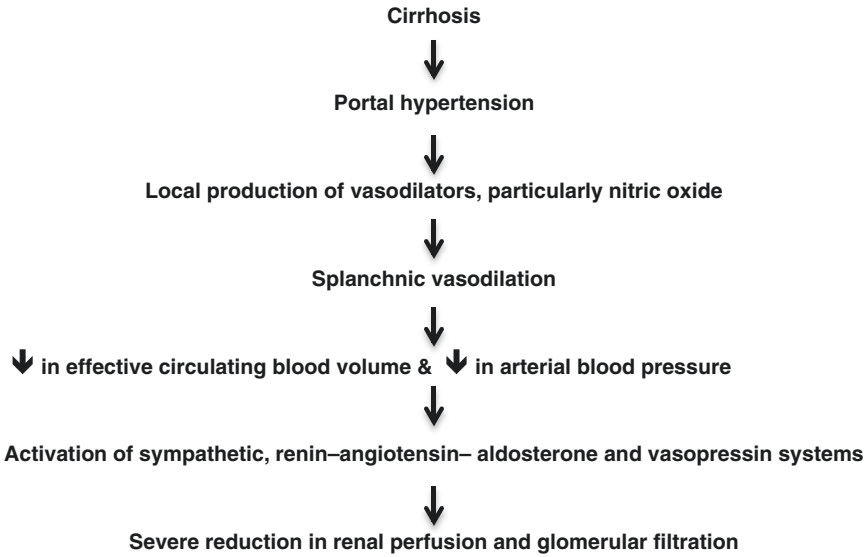 Cirrhosis
Portal hypertension
Local production of vasodilators, particularly nitric oxide
Splanchnic vasodilation
↓ in effective circulating blood volume & ↓ in arterial blood pressure
Activation of sympathetic, renin–angiotensin– aldosterone and vasopressin systems
Severe reduction in renal perfusion and glomerular filtration